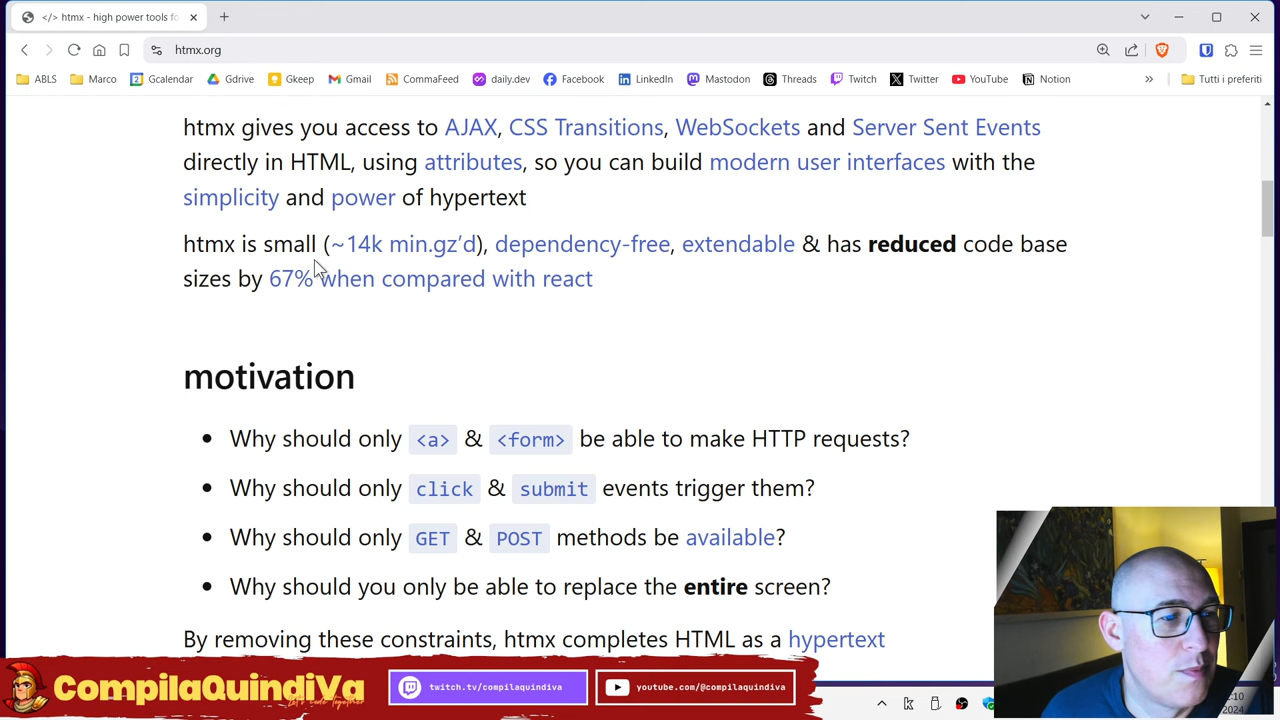 </> htmx - high power tools fo
htmx.org
ABLS Marco Gcalendar Gdrive Gkeep Gmail CommaFeed daily.dev Facebook LinkedIn Mastodon Threads Twitch Twitter YouTube Notion » Tutti i preferiti
htmx gives you access to AJAX, CSS Transitions, WebSockets and Server Sent Events
directly in HTML, using attributes, so you can build modern user interfaces with the
simplicity and power of hypertext
htmx is small (~14k min.gz’d), dependency-free, extendable & has reduced code base
sizes by 67% when compared with react
motivation
• Why should only <a> & <form> be able to make HTTP requests?
• Why should only click & submit events trigger them?
• Why should only GET & POST methods be available?
• Why should you only be able to replace the entire screen?
By removing these constraints, htmx completes HTML as a hypertext
CompilaQuindiVa
Let's code Together
twitch.tv/compilaquindiva
youtube.com/@compilaquindiva
:10
2024